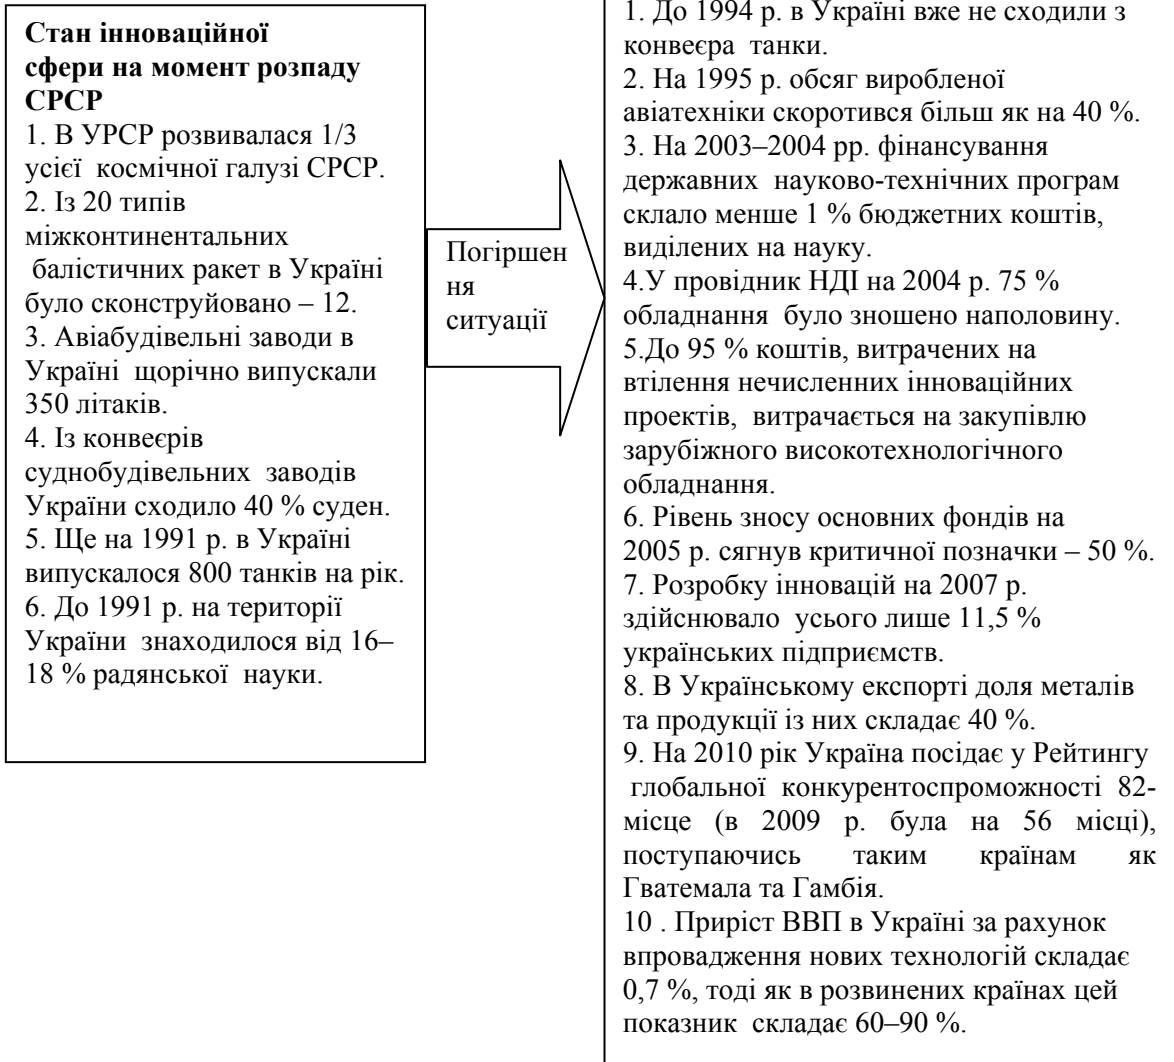 Стан інноваційної
сфери на момент розпаду
СРСР
1. В УРСР розвивалася 1/3
усієї космічної галузі СРСР.
2. Із 20 типів
міжконтинентальних
балістичних ракет в Україні
було сконструйовано – 12.
3. Авіабудівельні заводи в
Україні щорічно випускали
350 літаків.
4. Із конвеєрів
суднобудівельних заводів
України сходило 40 % суден.
5. Ще на 1991 р. в Україні
випускалося 800 танків на рік.
6. До 1991 р. на території
України знаходилося від 16–
18 % радянської науки.
Погіршен
ня
ситуації
1. До 1994 р. в Україні вже не сходили з
конвеєра танки.
2. На 1995 р. обсяг виробленої
авіатехніки скоротився більш як на 40 %.
3. На 2003–2004 рр. фінансування
державних науково-технічних програм
склало менше 1 % бюджетних коштів,
виділених на науку.
4.У провідник НДІ на 2004 р. 75 %
обладнання було зношено наполовину.
5.До 95 % коштів, витрачених на
втілення нечисленних інноваційних
проектів, витрачається на закупівлю
зарубіжного високотехнологічного
обладнання.
6. Рівень зносу основних фондів на
2005 р. сягнув критичної позначки – 50 %.
7. Розробку інновацій на 2007 р.
здійснювало усього лише 11,5 %
українських підприємств.
8. В Українському експорті доля металів
та продукції із них складає 40 %.
9. На 2010 рік Україна посідає у Рейтингу
глобальної конкурентоспроможності 82-
місце (в 2009 р. була на 56 місці),
поступаючись таким країнам як
Гватемала та Гамбія.
10 . Приріст ВВП в Україні за рахунок
впровадження нових технологій складає
0,7 %, тоді як в розвинених країнах цей
показник складає 60–90 %.